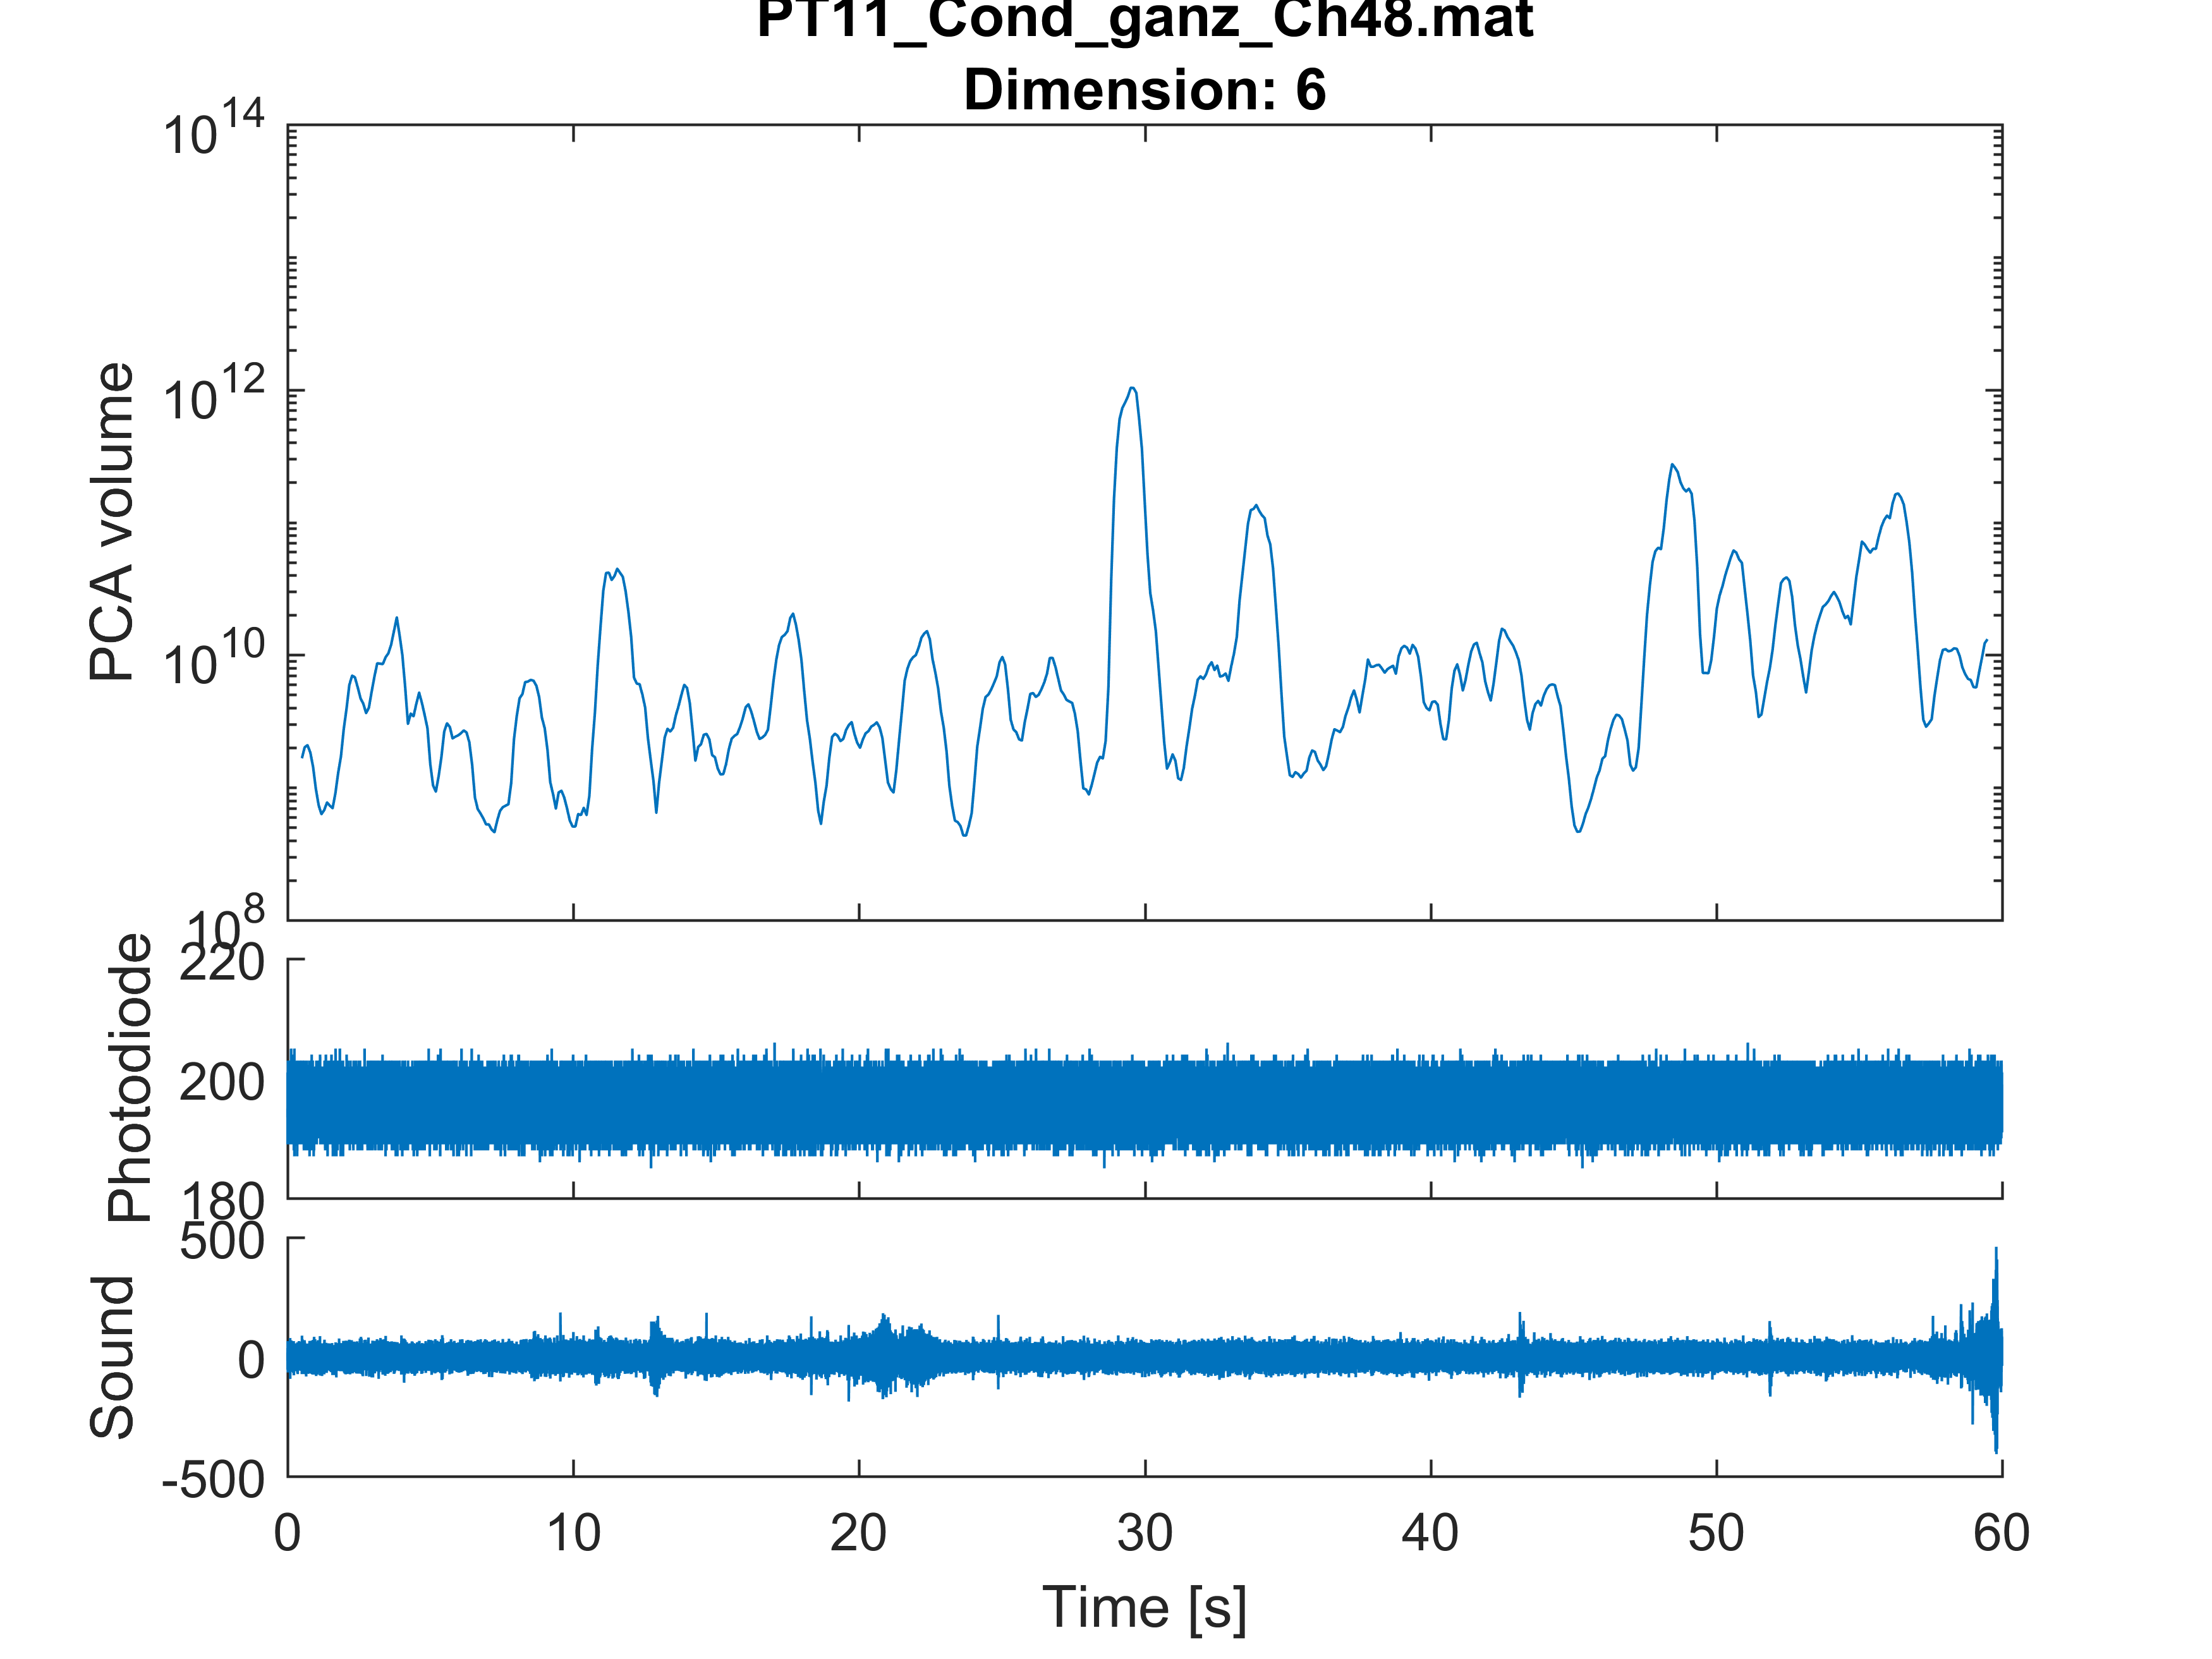 PT11_Cond_ganz_Ch48.mat
Dimension: 6
10^14
10^12
10^10
10^8
PCA volume
220
200
180
Photodiode
500
0
-500
Sound
0 10 20 30 40 50 60
Time [s]